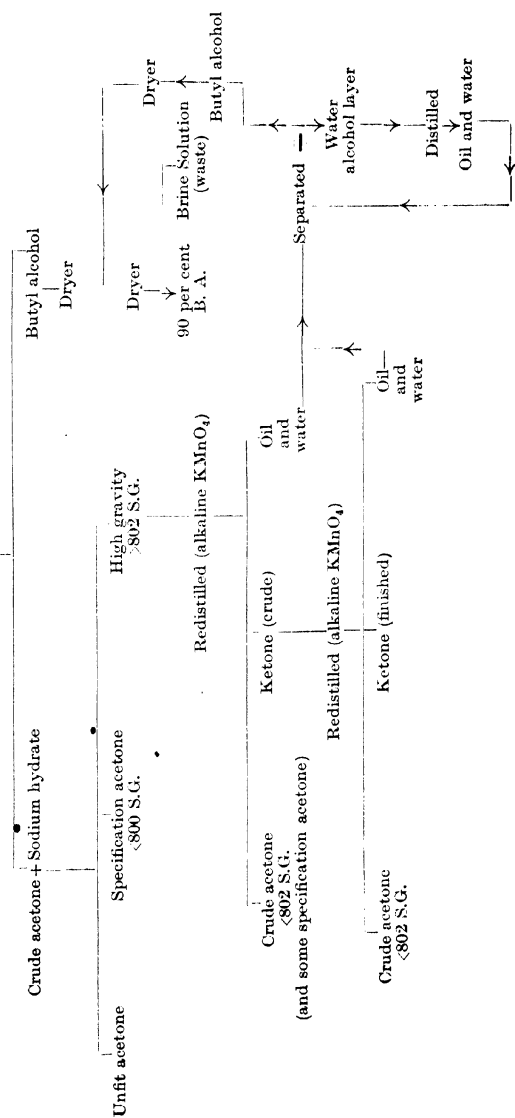 Crude acetone + Sodium hydrate
Butyl alcohol
Dryer
Dryer
Unfit acetone
Specification acetone
<800 S.G.
High gravity
>802 S.G.
Dryer
90 per cent
B. A.
Brine Solution
(waste)
Butyl alcohol
Redistilled (alkaline KMnO₄)
Crude acetone
<802 S.G.
(and some specification acetone)
Ketone (crude)
Oil
and
water
Separated
Water
alcohol layer
Redistilled (alkaline KMnO₄)
Distilled
Crude acetone
<802 S.G.
Ketone (finished)
Oil
and
water
Oil and water